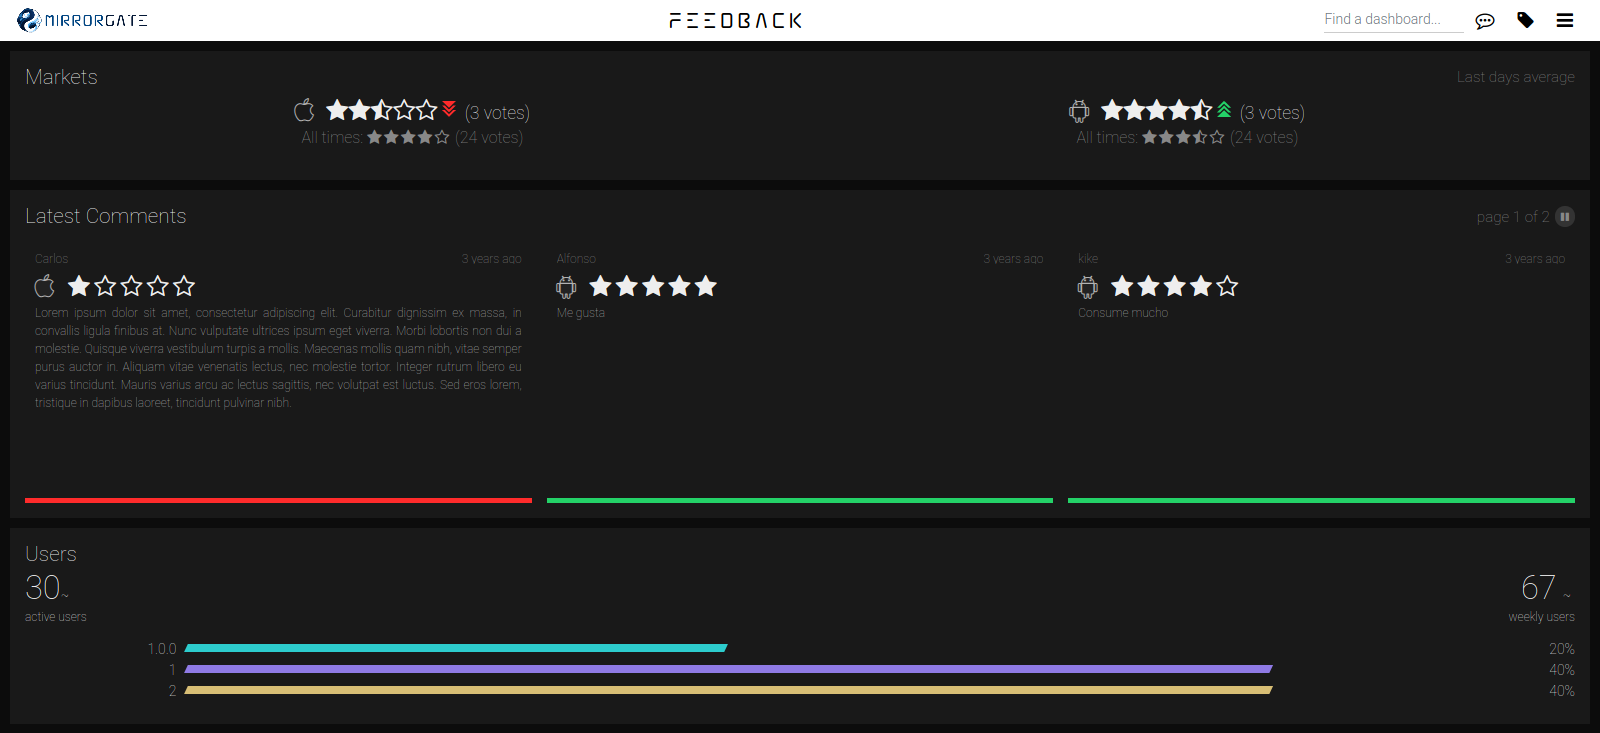 MIRRORGATE
FEEDBACK
Find a dashboard...
Markets
Last days average
(3 votes)
All times: (24 votes)
(3 votes)
All times: (24 votes)
Latest Comments
page 1 of 2
Carlos
3 years ago
Lorem ipsum dolor sit amet, consectetur adipiscing elit. Curabitur dignissim ex massa, in
convallis ligula finibus at. Nunc vulputate ultrices ipsum eget viverra. Morbi lobortis non dui a
molestie. Quisque viverra vestibulum turpis a mollis. Maecenas mollis quam nibh, vitae semper
purus auctor in. Aliquam vitae venenatis lectus, nec molestie tortor. Integer rutrum libero eu
varius tincidunt. Mauris varius arcu ac lectus sagittis, nec volutpat est luctus. Sed eros lorem,
tristique in dapibus laoreet, tincidunt pulvinar nibh.
Alfonso
3 years ago
Me gusta
kike
3 years ago
Consume mucho
Users
30~
active users
67 ~
weekly users
1.0.0 20%
1 40%
2 40%